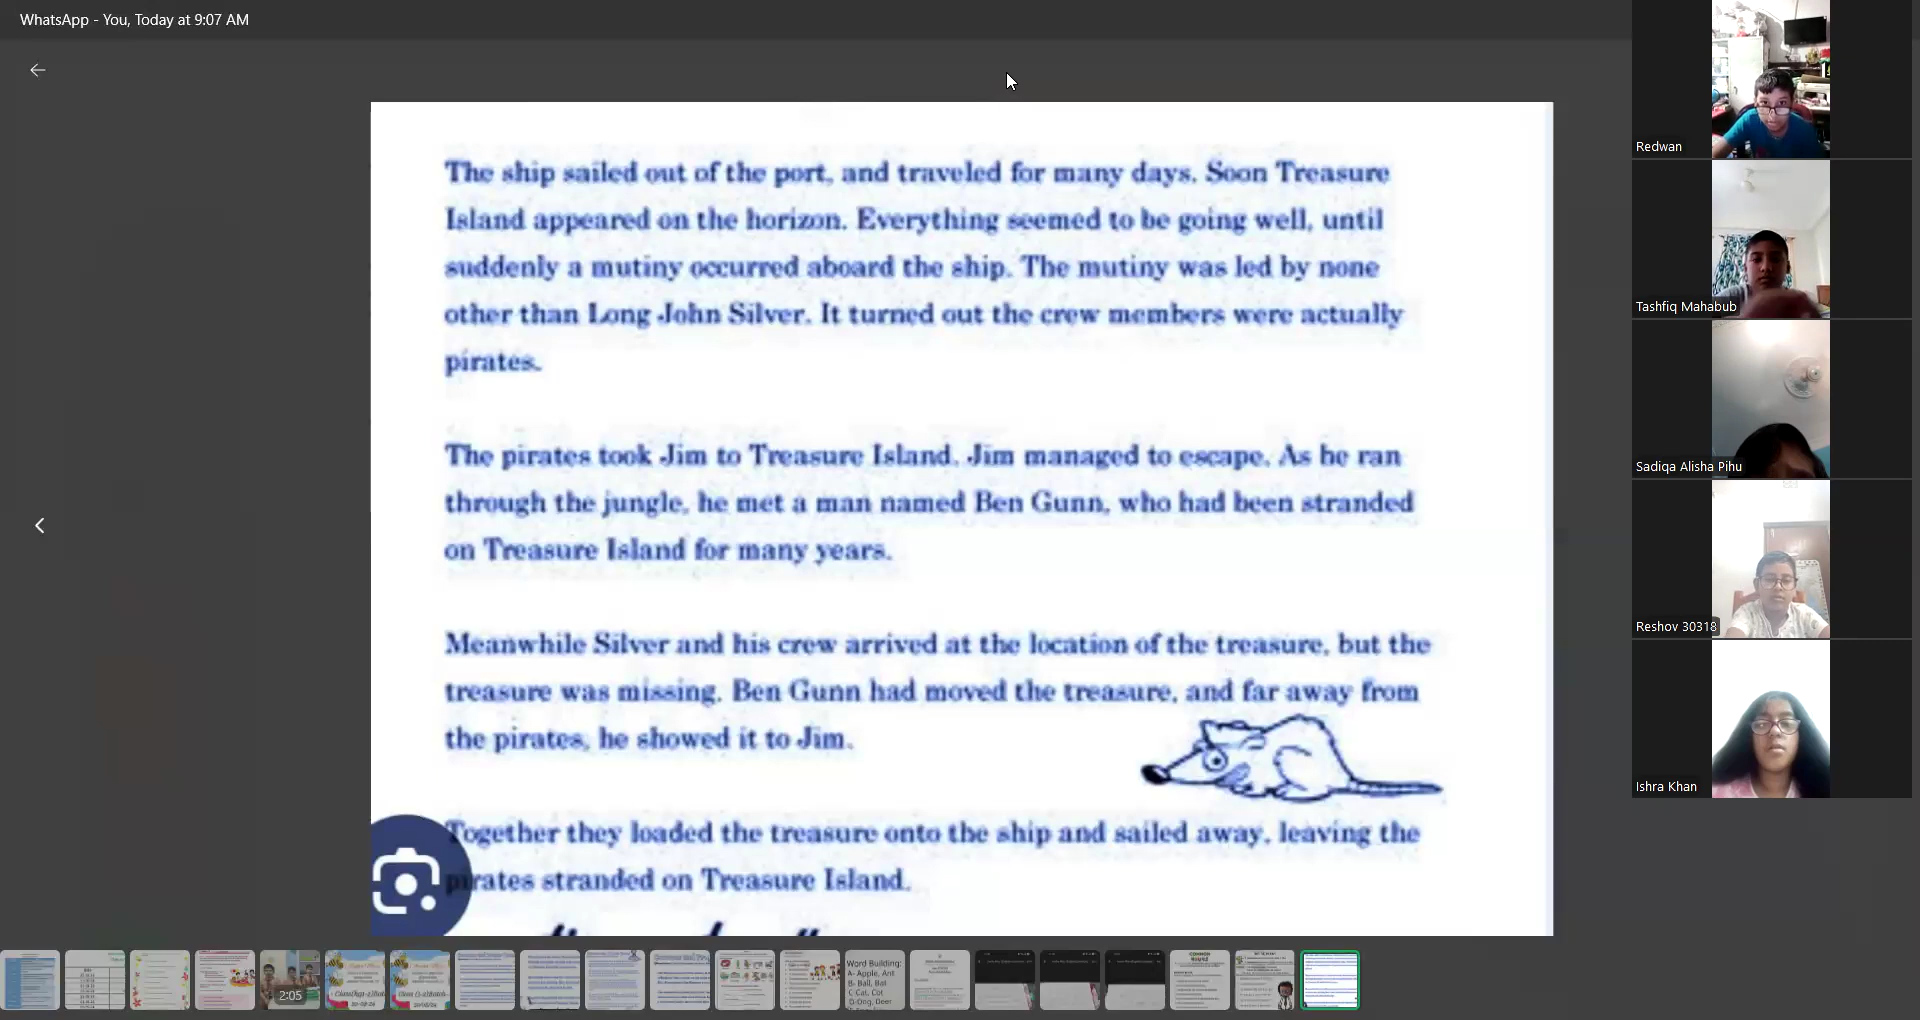 WhatsApp - You, Today at 9:07 AM
The ship sailed out of the port, and traveled for many days. Soon Treasure
Island appeared on the horizon. Everything seemed to be going well, until
suddenly a mutiny occurred aboard the ship. The mutiny was led by none
other than Long John Silver. It turned out the crew members were actually
pirates.
The pirates took Jim to Treasure Island. Jim managed to escape. As he ran
through the jungle, he met a man named Ben Gunn, who had been stranded
on Treasure Island for many years.
Meanwhile Silver and his crew arrived at the location of the treasure, but the
treasure was missing. Ben Gunn had moved the treasure, and far away from
the pirates, he showed it to Jim.
Together they loaded the treasure onto the ship and sailed away, leaving the
pirates stranded on Treasure Island.
Redwan
Tashfiq Mahabub
Sadiqa Alisha Pihu
Reshov 30318
Ishra Khan
2:05
Word Building:
A- Apple, Ant
B- Ball, Bat
C Cat, Cot
D-Dog, Deer
COMMON